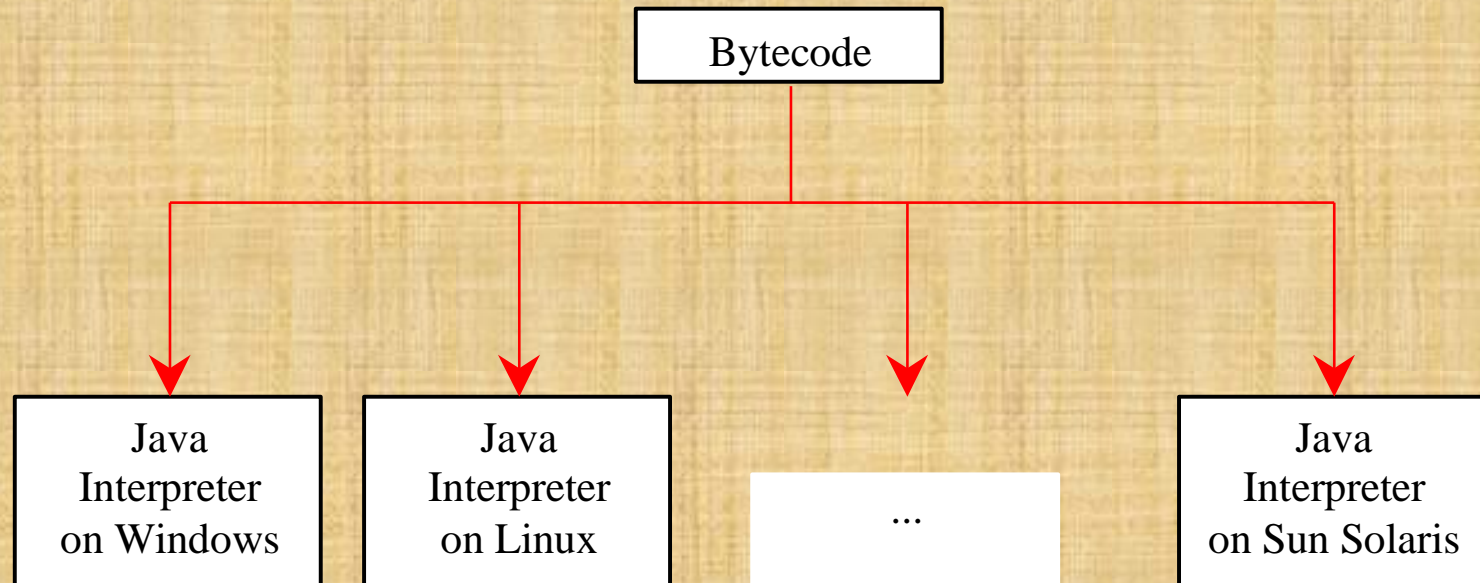 Bytecode
Java
Interpreter
on Windows
Java
Interpreter
on Linux
...
Java
Interpreter
on Sun Solaris